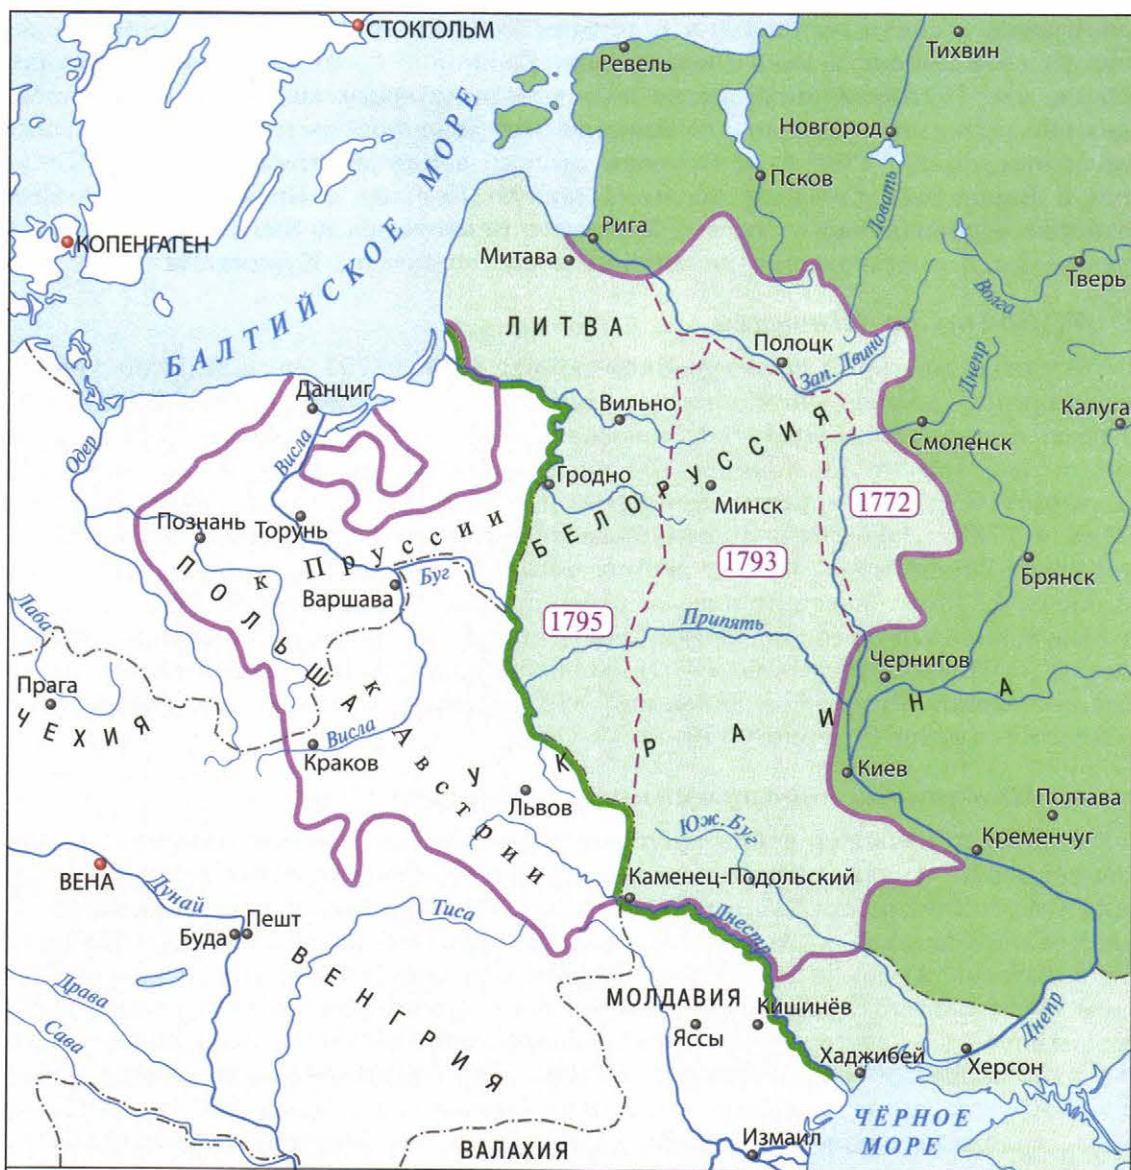 СТОКГОЛЬМ
Ревель
Тихвин
Новгород
Псков
Ловать
КОПЕНГАГЕН
БАЛТИЙСКОЕ МОРЕ
Рига
Митава
Тверь
Волга
ЛИТВА
Полоцк
Зап. Двина
Днепр
Данциг
Висла
Одер
Вильно
Смоленск
Калуга
БЕЛОРУССИЯ
Гродно
Минск
1772
Познань
Торунь
к Пруссии
1793
Брянск
ПОЛЬША
Варшава
Буг
Лаба
1795
Припять
Чернигов
Прага
ЧЕХИЯ
к Австрии
УКРАИНА
Висла
Краков
Львов
Киев
Полтава
Юж. Буг
Кременчуг
ВЕНА
Дунай
Каменец-Подольский
Тиса
Днестр
Буда
Пешт
ВЕНГРИЯ
Драва
Сава
МОЛДАВИЯ
Кишинёв
Яссы
Днепр
Хаджибей
Херсон
ЧЁРНОЕ
МОРЕ
Измаил
ВАЛАХИЯ